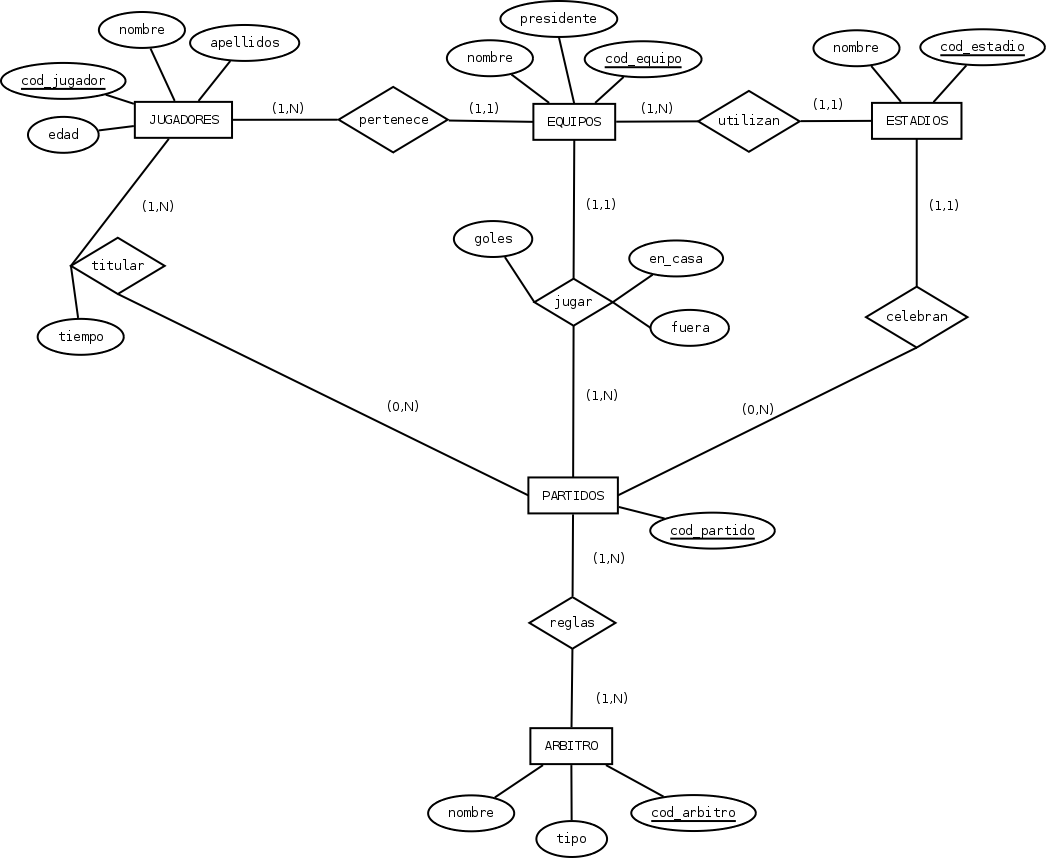 presidente
nombre
apellidos
nombre
cod_equipo
nombre
cod_estadio
cod_jugador
edad
JUGADORES
(1,N)
pertenece
(1,1)
EQUIPOS
(1,N)
utilizan
(1,1)
ESTADIOS
(1,N)
(1,1)
(1,1)
goles
en_casa
titular
jugar
fuera
celebran
tiempo
(1,N)
(0,N)
(0,N)
PARTIDOS
cod_partido
(1,N)
reglas
(1,N)
ARBITRO
nombre
cod_arbitro
tipo